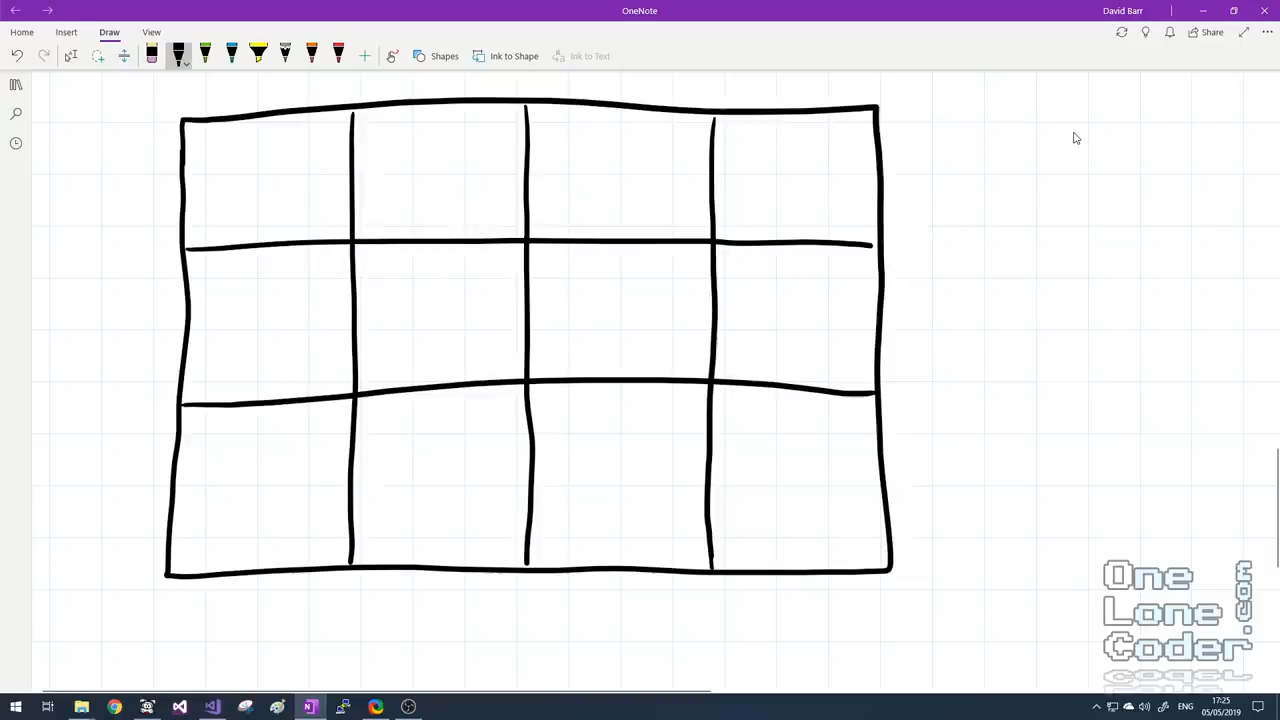 OneNote
David Barr
Home Insert Draw View
Share
Shapes Ink to Shape Ink to Text
One
Lone
Coder
.com
ENG
17:25
05/05/2019